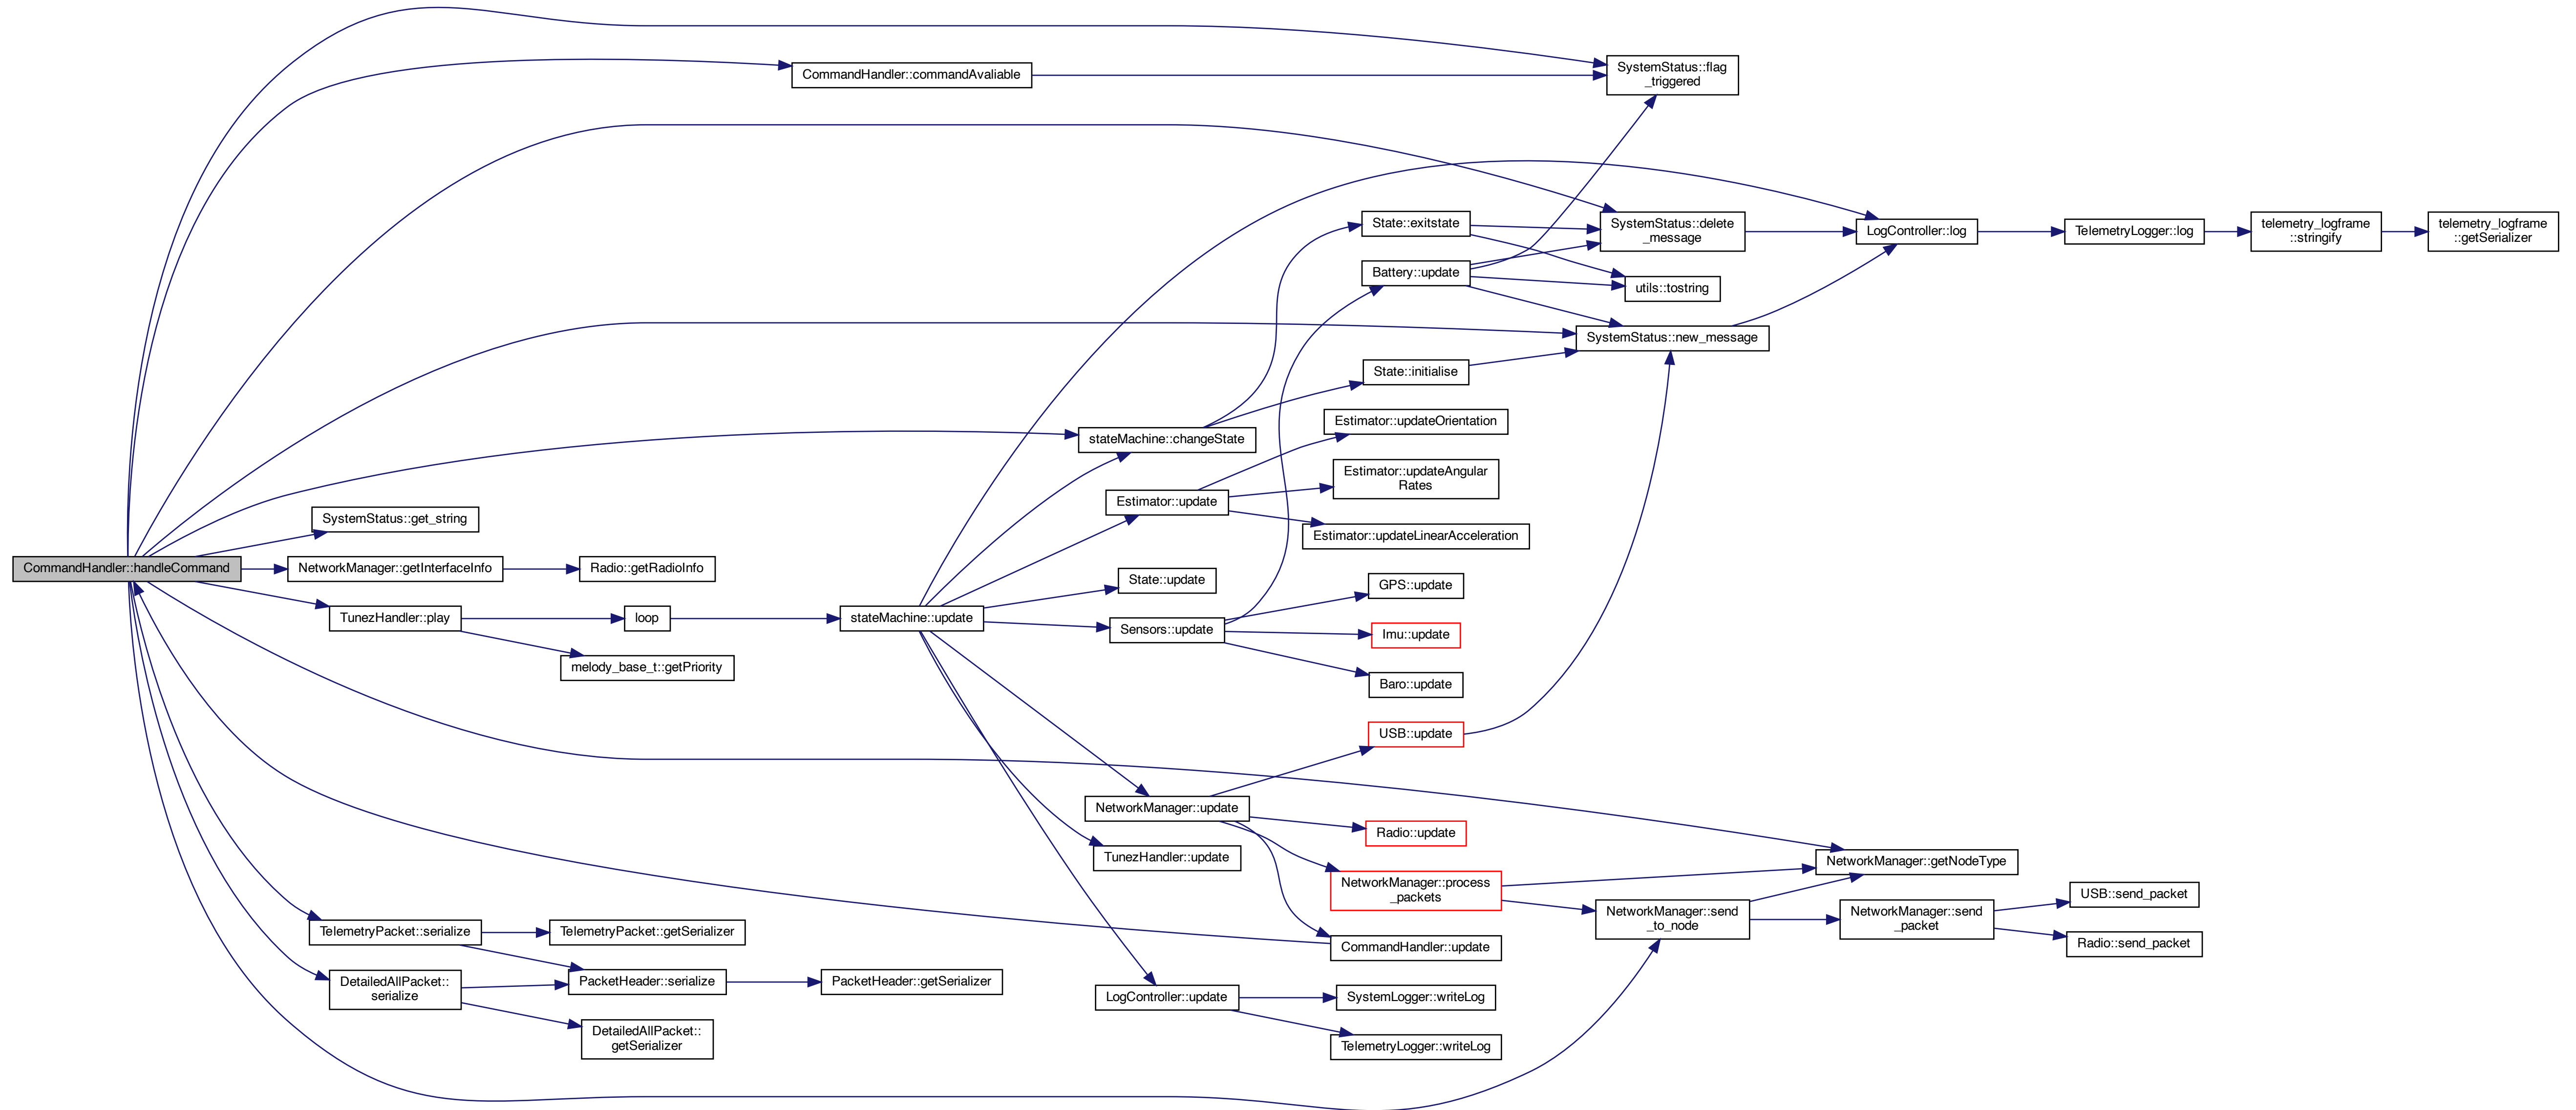 CommandHandler::handleCommand
CommandHandler::commandAvaliable
SystemStatus::flag
_triggered
SystemStatus::delete
_message
LogController::log
TelemetryLogger::log
telemetry_logframe
::stringify
telemetry_logframe
::getSerializer
State::exitstate
Battery::update
utils::tostring
SystemStatus::new_message
State::initialise
stateMachine::changeState
Estimator::updateOrientation
Estimator::updateAngular
Rates
Estimator::update
Estimator::updateLinearAcceleration
SystemStatus::get_string
NetworkManager::getInterfaceInfo
Radio::getRadioInfo
State::update
GPS::update
TunezHandler::play
loop
stateMachine::update
Sensors::update
Imu::update
melody_base_t::getPriority
Baro::update
USB::update
NetworkManager::update
Radio::update
TunezHandler::update
NetworkManager::process
_packets
NetworkManager::getNodeType
NetworkManager::send
_to_node
NetworkManager::send
_packet
USB::send_packet
Radio::send_packet
CommandHandler::update
TelemetryPacket::serialize
TelemetryPacket::getSerializer
DetailedAllPacket::
serialize
PacketHeader::serialize
PacketHeader::getSerializer
DetailedAllPacket::
getSerializer
LogController::update
SystemLogger::writeLog
TelemetryLogger::writeLog